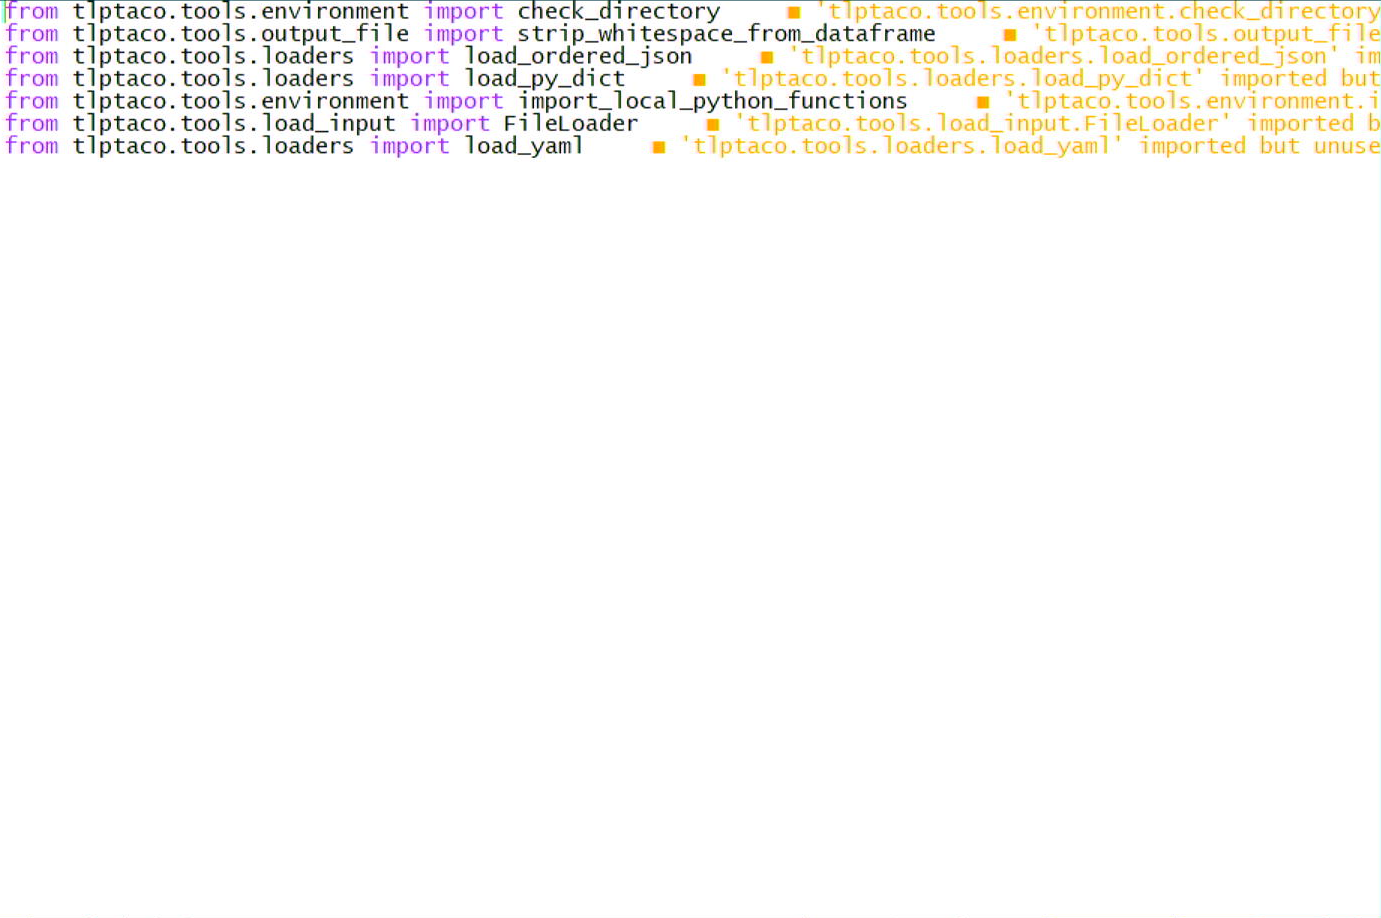 from tlptaco.tools.environment import check_directory ■ 'tlptaco.tools.environment.check_directory
from tlptaco.tools.output_file import strip_whitespace_from_dataframe ■ 'tlptaco.tools.output_file
from tlptaco.tools.loaders import load_ordered_json ■ 'tlptaco.tools.loaders.load_ordered_json' im
from tlptaco.tools.loaders import load_py_dict ■ 'tlptaco.tools.loaders.load_py_dict' imported but
from tlptaco.tools.environment import import_local_python_functions ■ 'tlptaco.tools.environment.i
from tlptaco.tools.load_input import FileLoader ■ 'tlptaco.tools.load_input.FileLoader' imported b
from tlptaco.tools.loaders import load_yaml ■ 'tlptaco.tools.loaders.load_yaml' imported but unuse